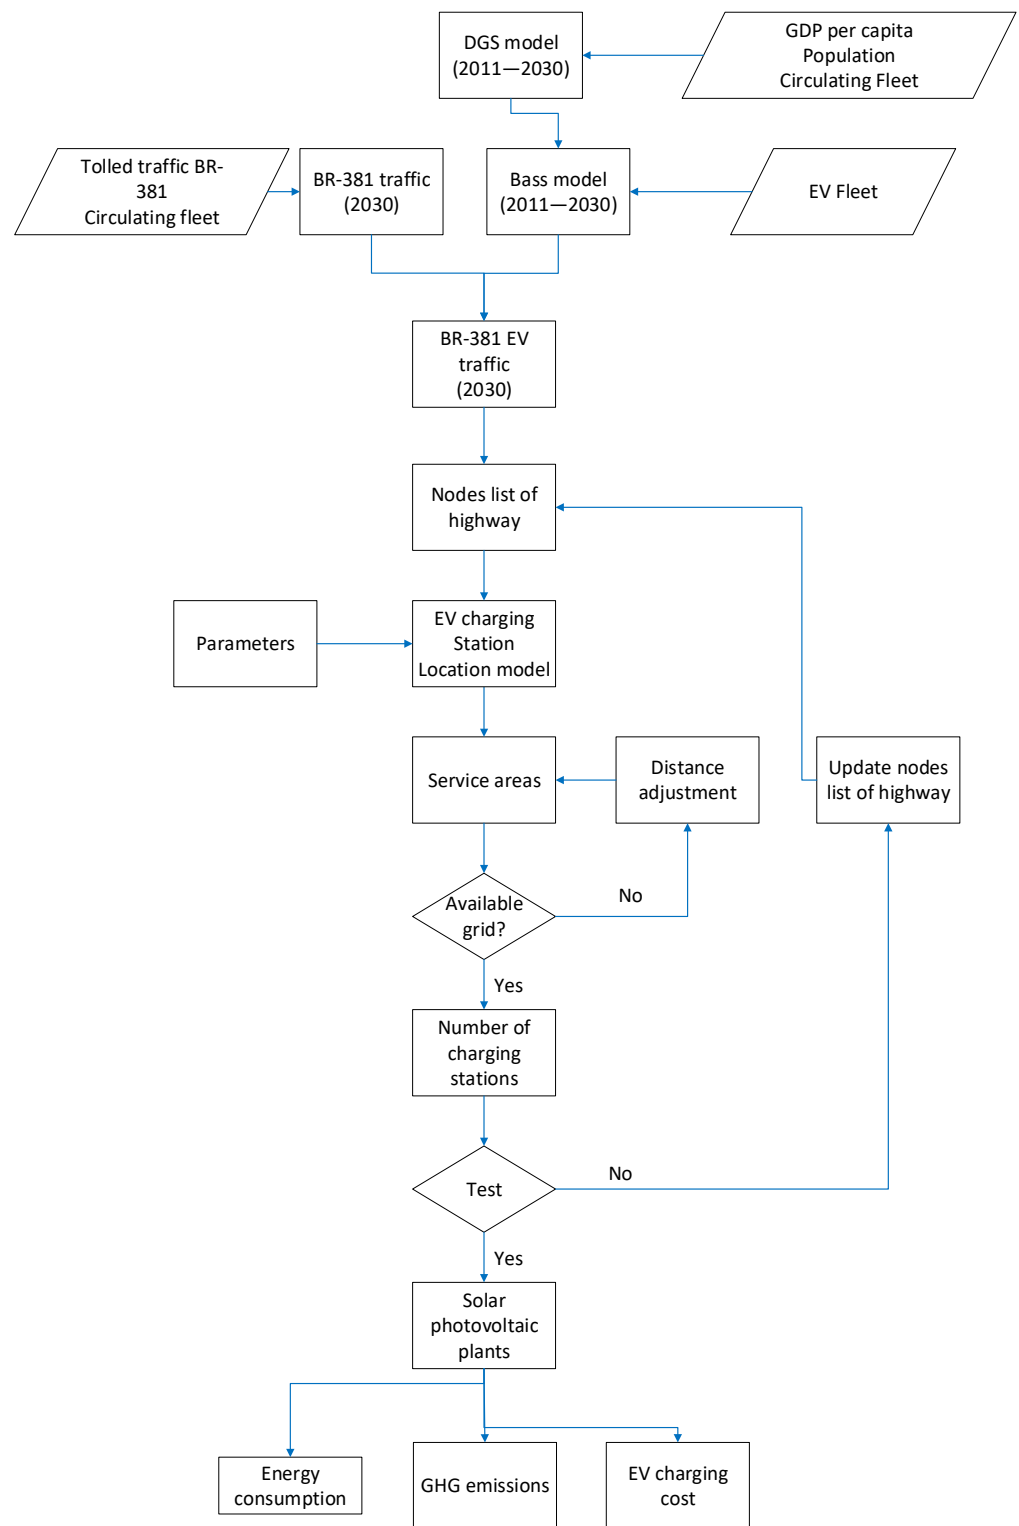 DGS model
(2011—2030)
GDP per capita
Population
Circulating Fleet
Tolled traffic BR-
381
Circulating fleet
BR-381 traffic
(2030)
Bass model
(2011—2030)
EV Fleet
BR-381 EV
traffic
(2030)
Nodes list of
highway
Parameters
EV charging
Station
Location model
Service areas
Distance
adjustment
Update nodes
list of highway
Available
grid?
No
Yes
Number of
charging
stations
Test
No
Yes
Solar
photovoltaic
plants
Energy
consumption
GHG emissions
EV charging
cost